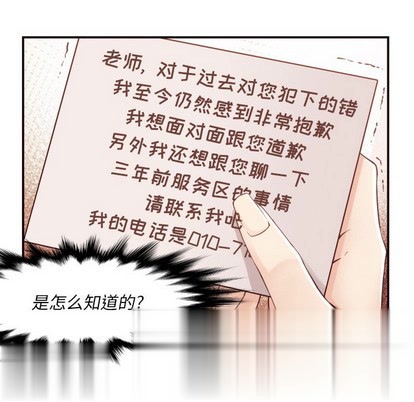 老师, 对于过去对您犯下的错
我至今仍然感到非常抱歉
我想面对面跟您道歉
另外我还想跟您聊一下
三年前服务区的事情
请联系我吧
我的电话是010-7
是怎么知道的?